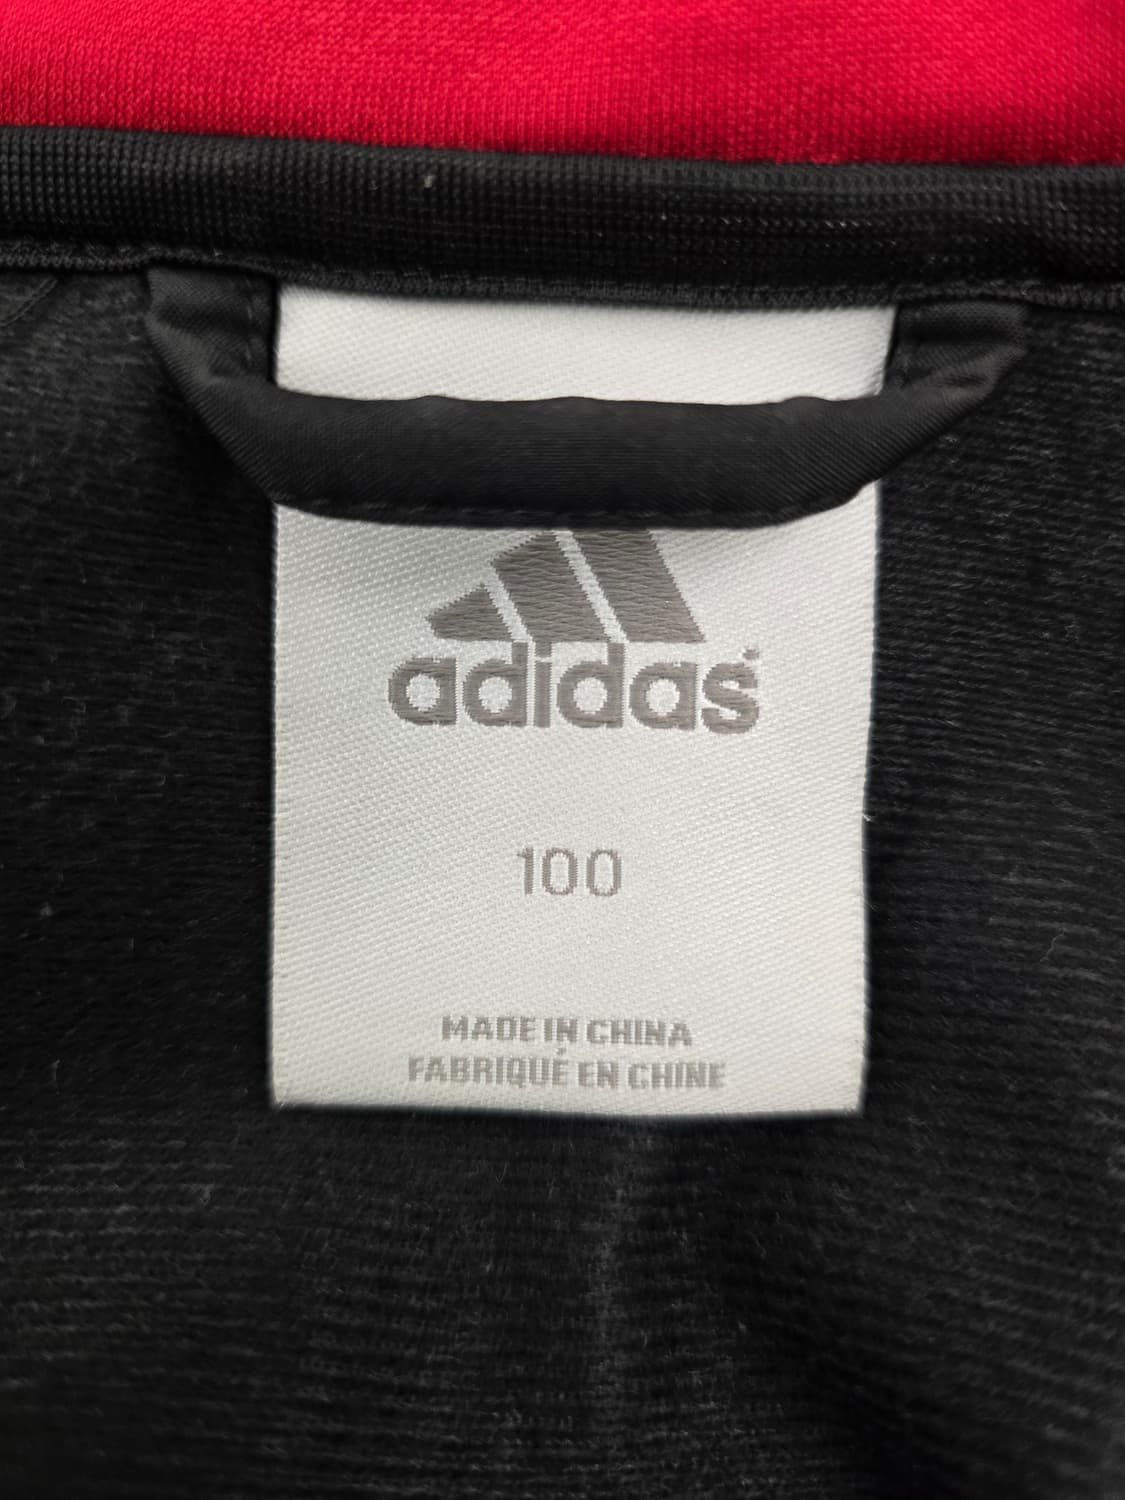 adidas
100
MADE IN CHINA
FABRIQUÉ EN CHINE